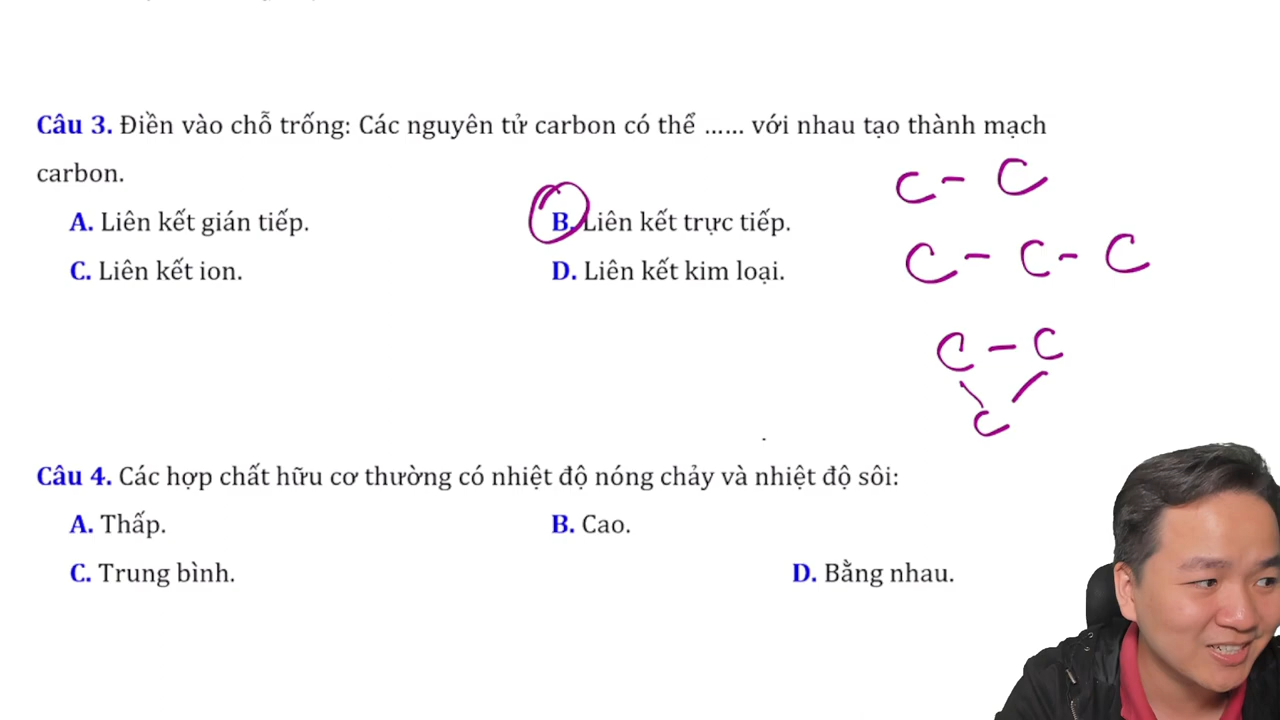 Câu 3. Điền vào chỗ trống: Các nguyên tử carbon có thể ...... với nhau tạo thành mạch
carbon.
A. Liên kết gián tiếp.
B. Liên kết trực tiếp.
C. Liên kết ion.
D. Liên kết kim loại.
C - C
C - C - C
C - C
C
Câu 4. Các hợp chất hữu cơ thường có nhiệt độ nóng chảy và nhiệt độ sôi:
A. Thấp.
B. Cao.
C. Trung bình.
D. Bằng nhau.